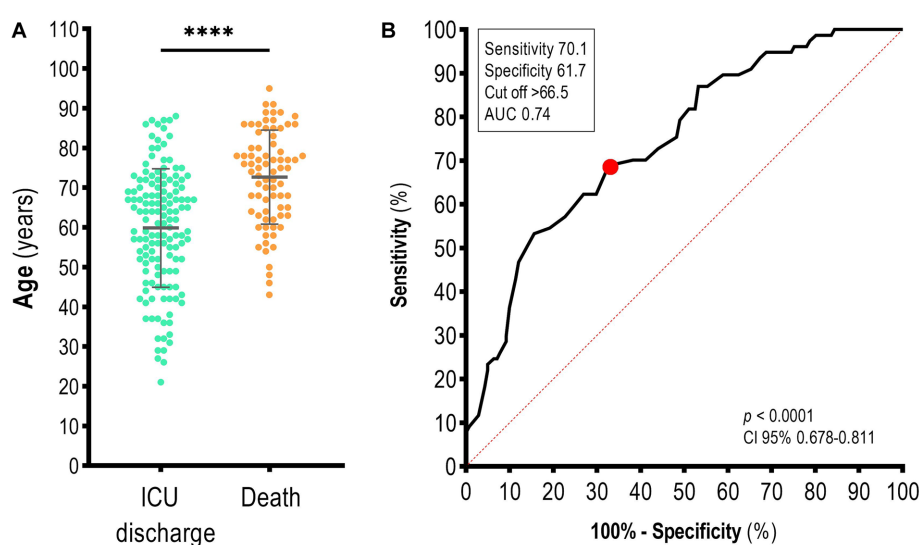 A
****
110
100
90
80
70
60
50
40
30
20
10
0
Age (years)
ICU
discharge
Death
B
Sensitivity 70.1
Specificity 61.7
Cut off >66.5
AUC 0.74
100
90
80
70
60
50
40
30
20
10
0
Sensitivity (%)
p < 0.0001
CI 95% 0.678-0.811
0 10 20 30 40 50 60 70 80 90 100
100% - Specificity (%)